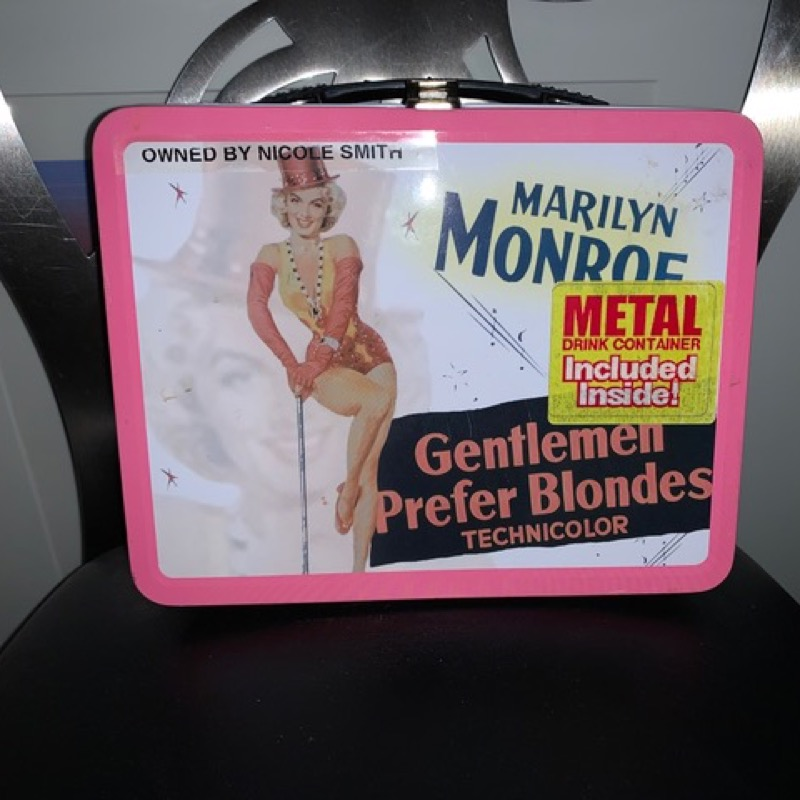 OWNED BY NICOLE SMITH
MARILYN
MONROE
METAL
DRINK CONTAINER
Included
Inside!
Gentlemen
Prefer Blondes
TECHNICOLOR